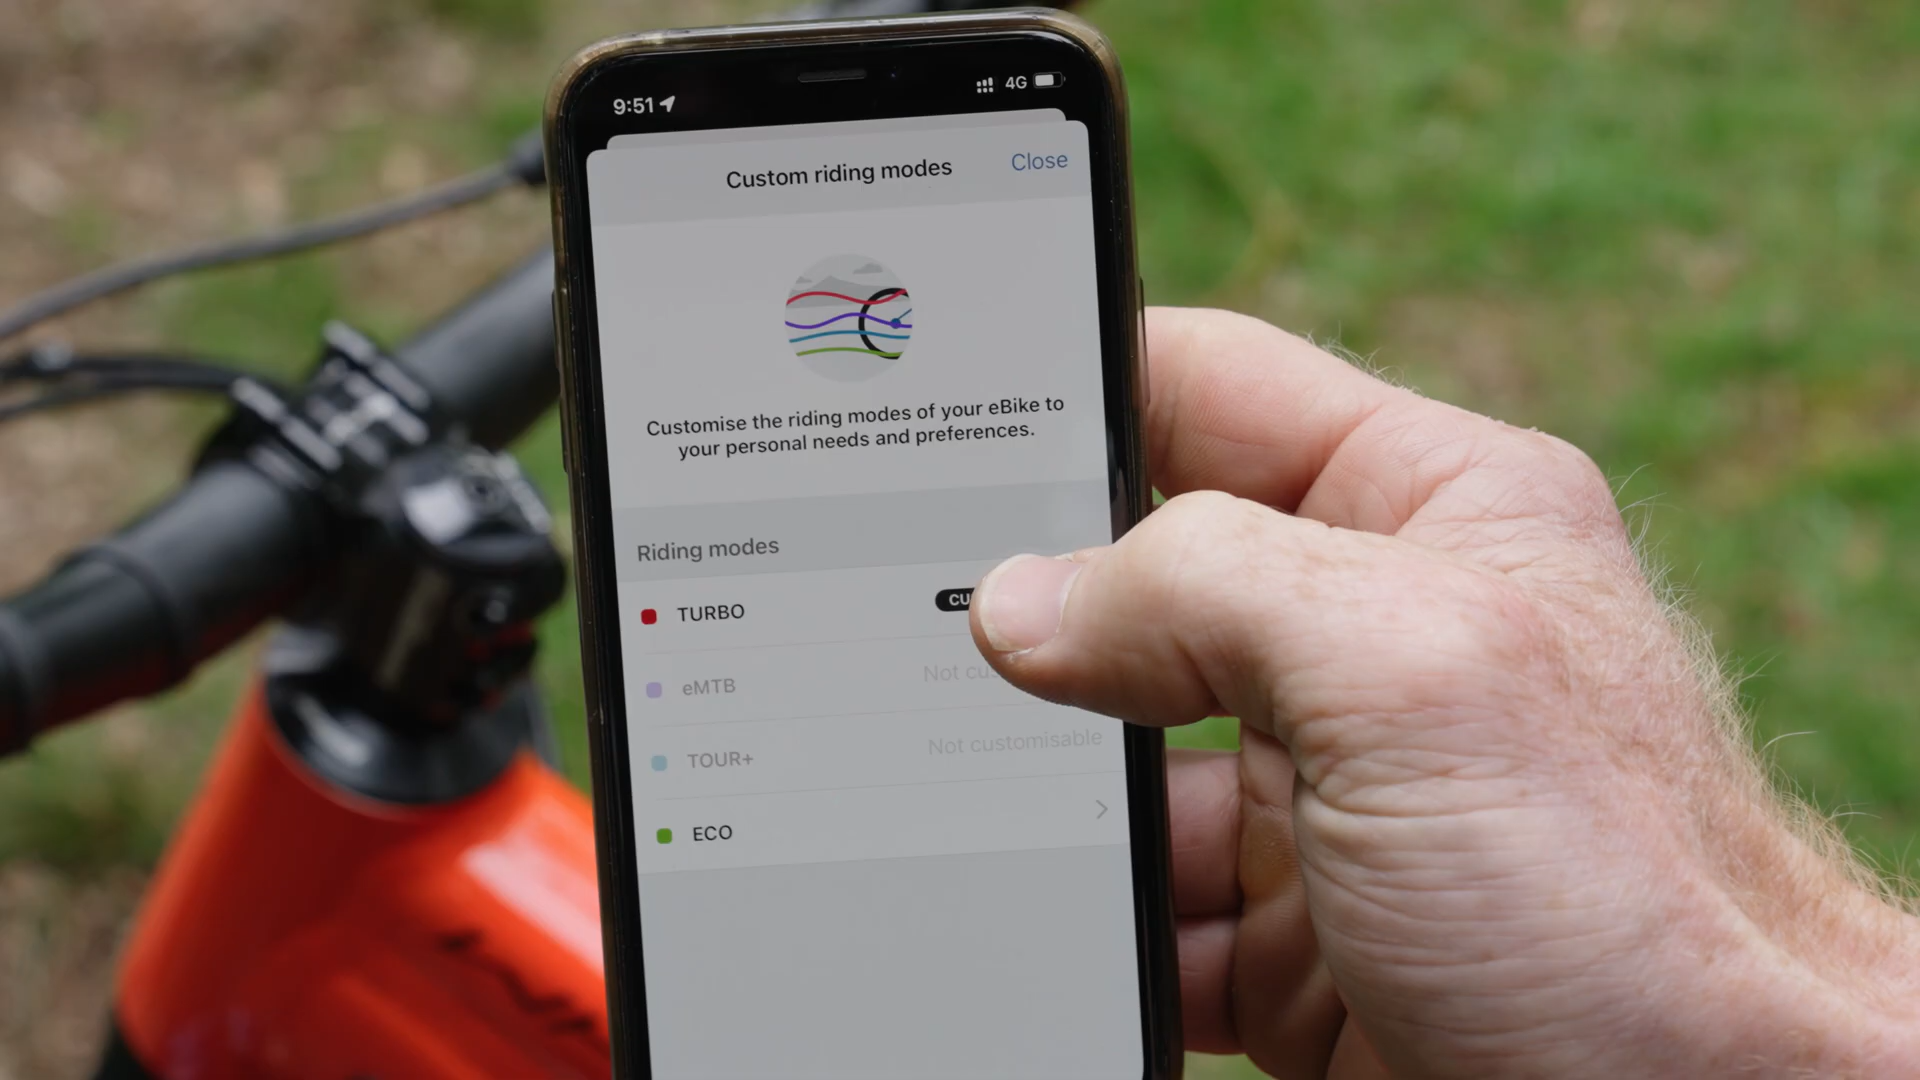 9:51
4G
Custom riding modes
Close
Customise the riding modes of your eBike to
your personal needs and preferences.
Riding modes
TURBO
eMTB
Not
TOUR+
Not customisable
ECO